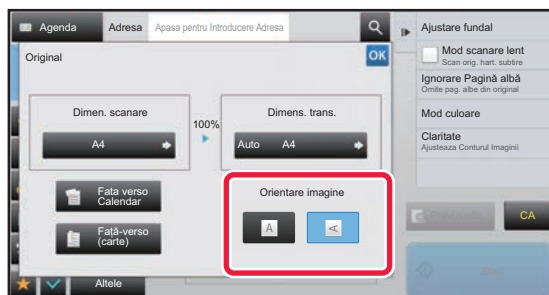 Agenda
Adresa
Apasa pentru Introducere Adresa
Original
OK
Dimen. scanare
100%
Dimens. trans.
A4
Auto A4
Fata verso
Calendar
Față-verso
(carte)
Orientare imagine
A
A
Altele
Ajustare fundal
Mod scanare lent
Scan orig. hart. subtire
Ignorare Pagină albă
Omite pag. albe din original
Mod culoare
Claritate
Ajusteaza Conturul Imaginii
CA